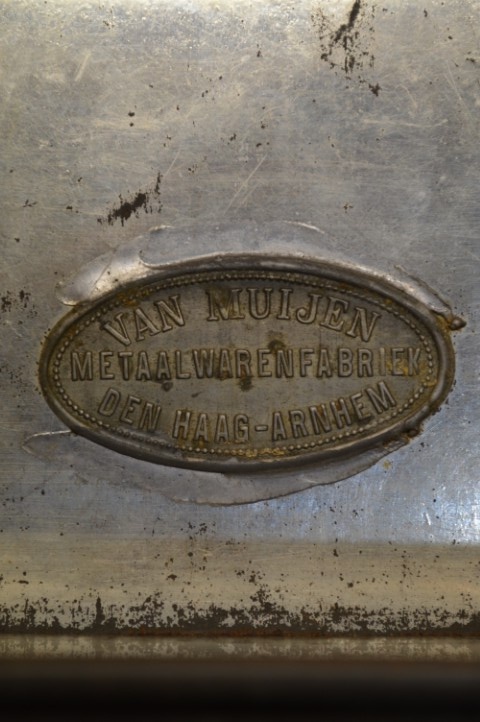 VAN MUIJEN
METAALWARENFABRIEK
DEN HAAG-ARNHEM